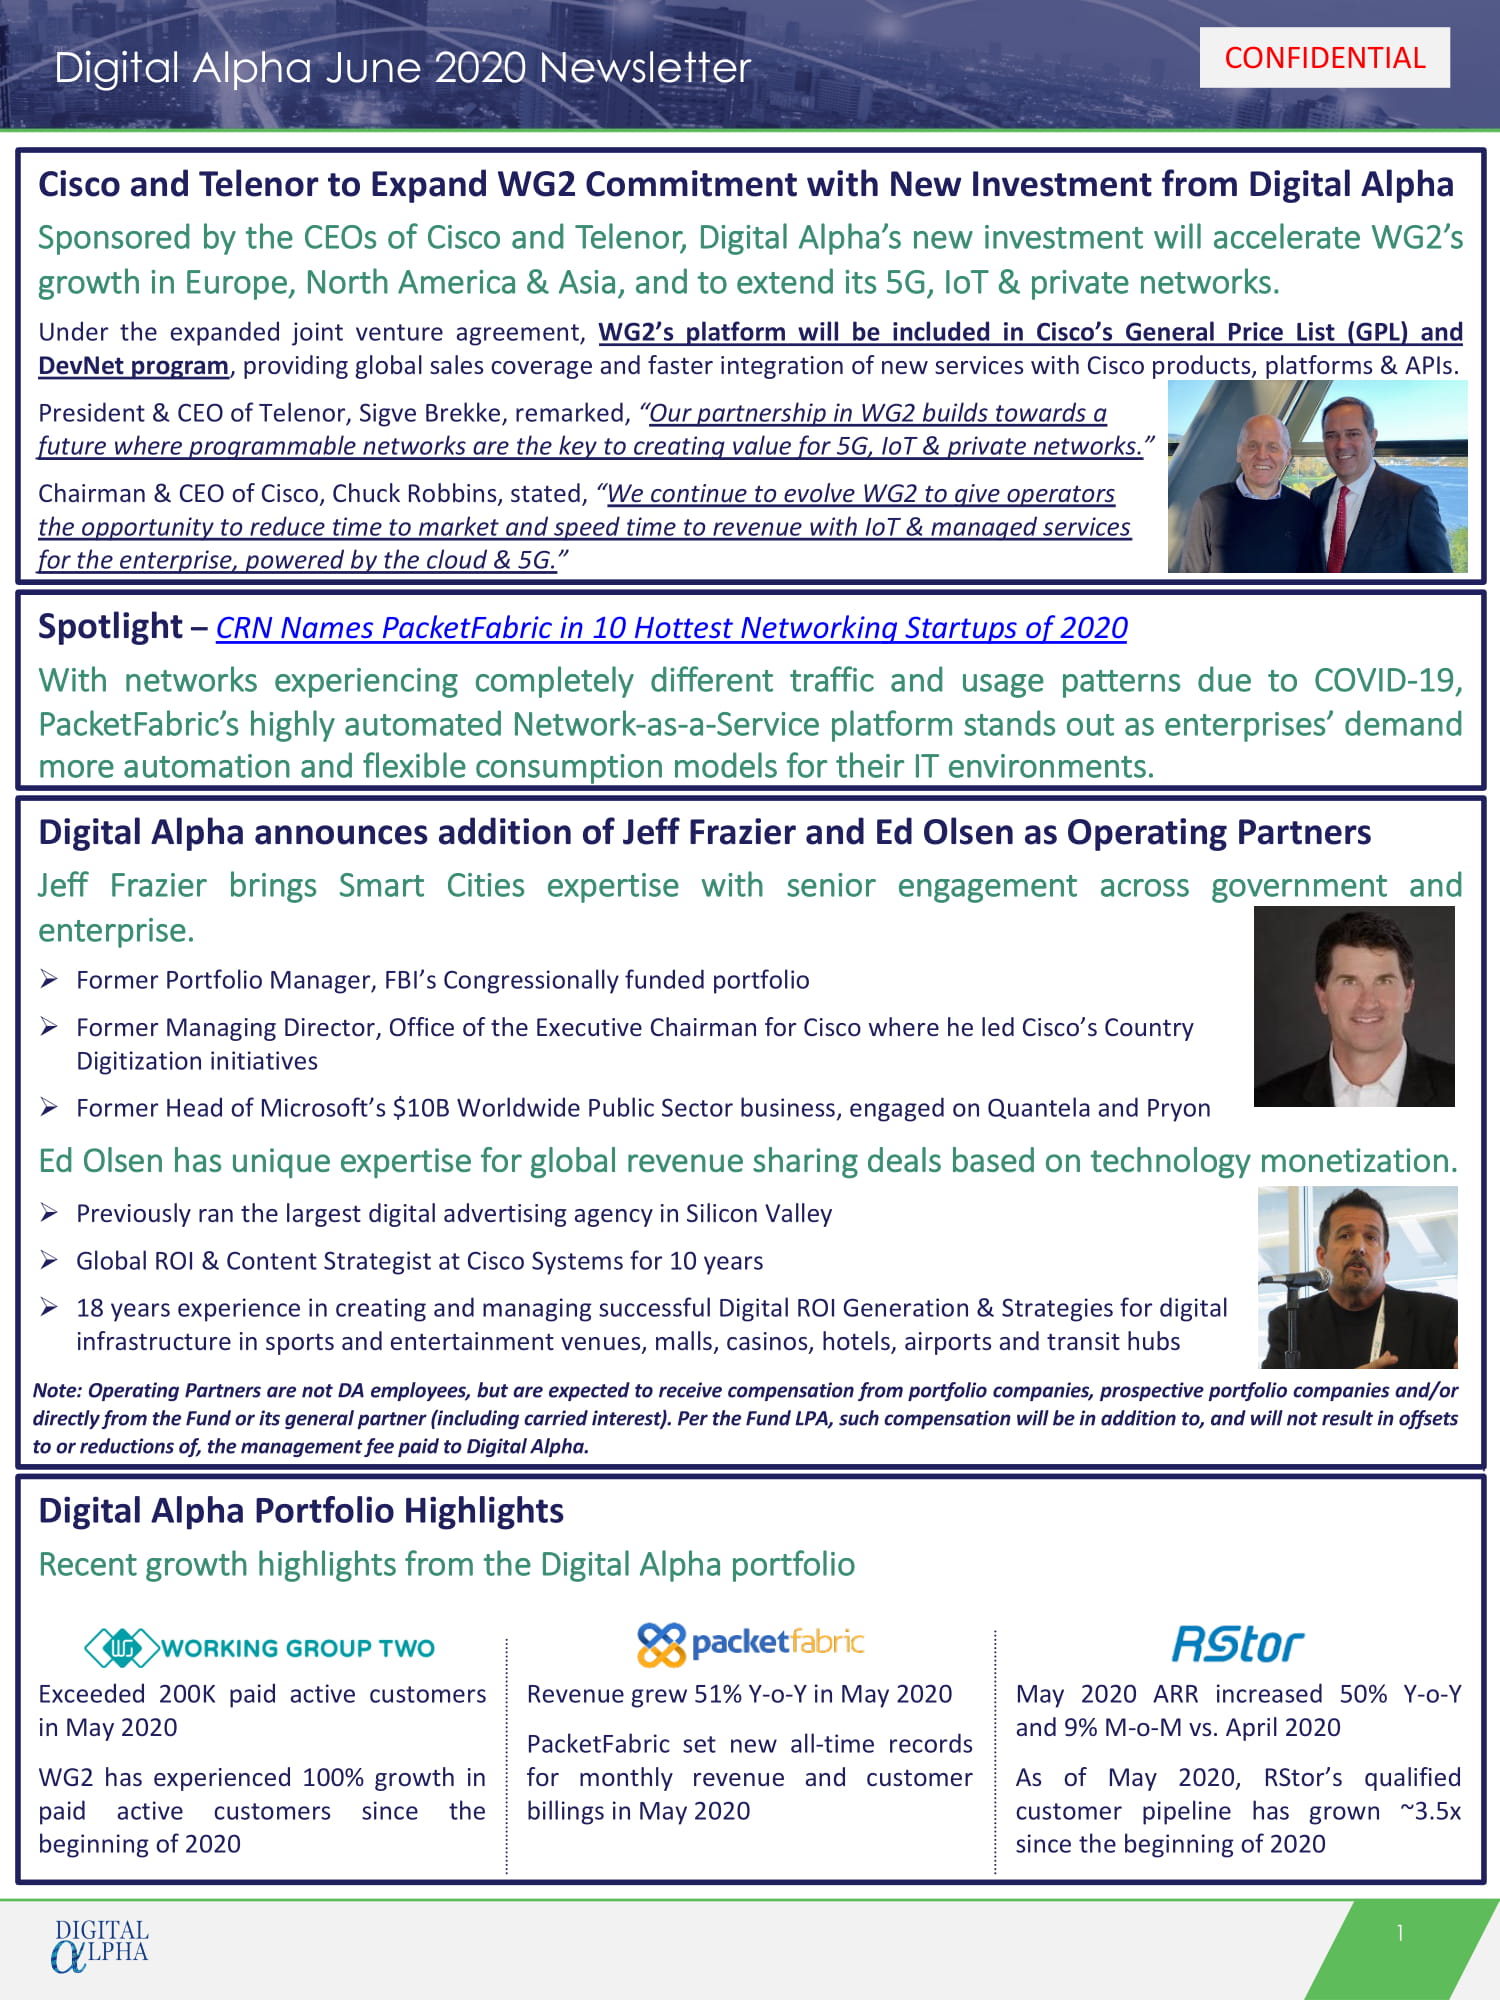 Digital Alpha June 2020 Newsletter
CONFIDENTIAL
Cisco and Telenor to Expand WG2 Commitment with New Investment from Digital Alpha
Sponsored by the CEOs of Cisco and Telenor, Digital Alpha’s new investment will accelerate WG2’s
growth in Europe, North America & Asia, and to extend its 5G, IoT & private networks.
Under the expanded joint venture agreement, WG2’s platform will be included in Cisco’s General Price List (GPL) and
DevNet program, providing global sales coverage and faster integration of new services with Cisco products, platforms & APIs.
President & CEO of Telenor, Sigve Brekke, remarked, “Our partnership in WG2 builds towards a
future where programmable networks are the key to creating value for 5G, IoT & private networks.”
Chairman & CEO of Cisco, Chuck Robbins, stated, “We continue to evolve WG2 to give operators
the opportunity to reduce time to market and speed time to revenue with IoT & managed services
for the enterprise, powered by the cloud & 5G.”
Spotlight – CRN Names PacketFabric in 10 Hottest Networking Startups of 2020
With networks experiencing completely different traffic and usage patterns due to COVID-19,
PacketFabric’s highly automated Network-as-a-Service platform stands out as enterprises’ demand
more automation and flexible consumption models for their IT environments.
Digital Alpha announces addition of Jeff Frazier and Ed Olsen as Operating Partners
Jeff Frazier brings Smart Cities expertise with senior engagement across government and
enterprise.
➢ Former Portfolio Manager, FBI’s Congressionally funded portfolio
➢ Former Managing Director, Office of the Executive Chairman for Cisco where he led Cisco’s Country
Digitization initiatives
➢ Former Head of Microsoft’s $10B Worldwide Public Sector business, engaged on Quantela and Pryon
Ed Olsen has unique expertise for global revenue sharing deals based on technology monetization.
➢ Previously ran the largest digital advertising agency in Silicon Valley
➢ Global ROI & Content Strategist at Cisco Systems for 10 years
➢ 18 years experience in creating and managing successful Digital ROI Generation & Strategies for digital
infrastructure in sports and entertainment venues, malls, casinos, hotels, airports and transit hubs
Note: Operating Partners are not DA employees, but are expected to receive compensation from portfolio companies, prospective portfolio companies and/or
directly from the Fund or its general partner (including carried interest). Per the Fund LPA, such compensation will be in addition to, and will not result in offsets
to or reductions of, the management fee paid to Digital Alpha.
Digital Alpha Portfolio Highlights
Recent growth highlights from the Digital Alpha portfolio
WG WORKING GROUP TWO
Exceeded 200K paid active customers
in May 2020
WG2 has experienced 100% growth in
paid active customers since the
beginning of 2020
packetfabric
Revenue grew 51% Y-o-Y in May 2020
PacketFabric set new all-time records
for monthly revenue and customer
billings in May 2020
RStor
May 2020 ARR increased 50% Y-o-Y
and 9% M-o-M vs. April 2020
As of May 2020, RStor’s qualified
customer pipeline has grown ~3.5x
since the beginning of 2020
DIGITAL
αLPHA
1